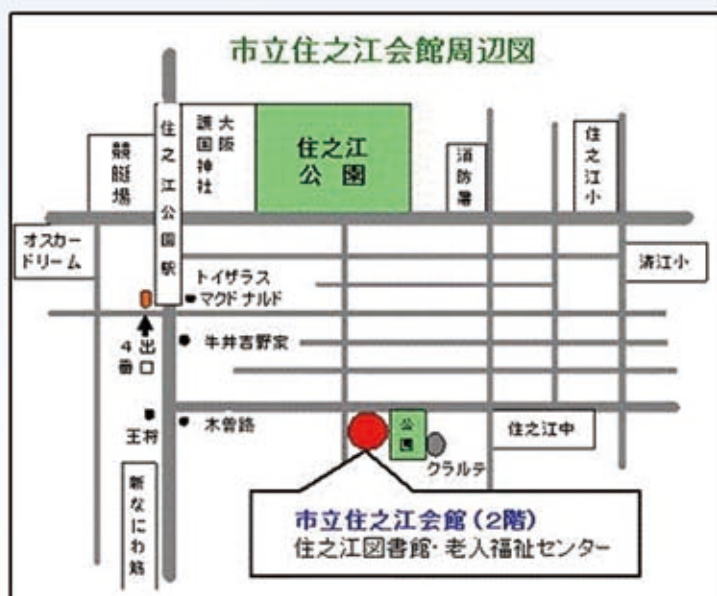 市立住之江会館周辺図
競艇場
住之江公園駅
大阪
護国神社
住之江
公園
消防署
住之江小
オスカー
ドリーム
浜江小
トイザラス
マクドナルド
4番
出口
牛丼吉野家
王将
木曽路
公園
クラルテ
住之江中
新なにわ筋
市立住之江会館(2階)
住之江図書館・老人福祉センター